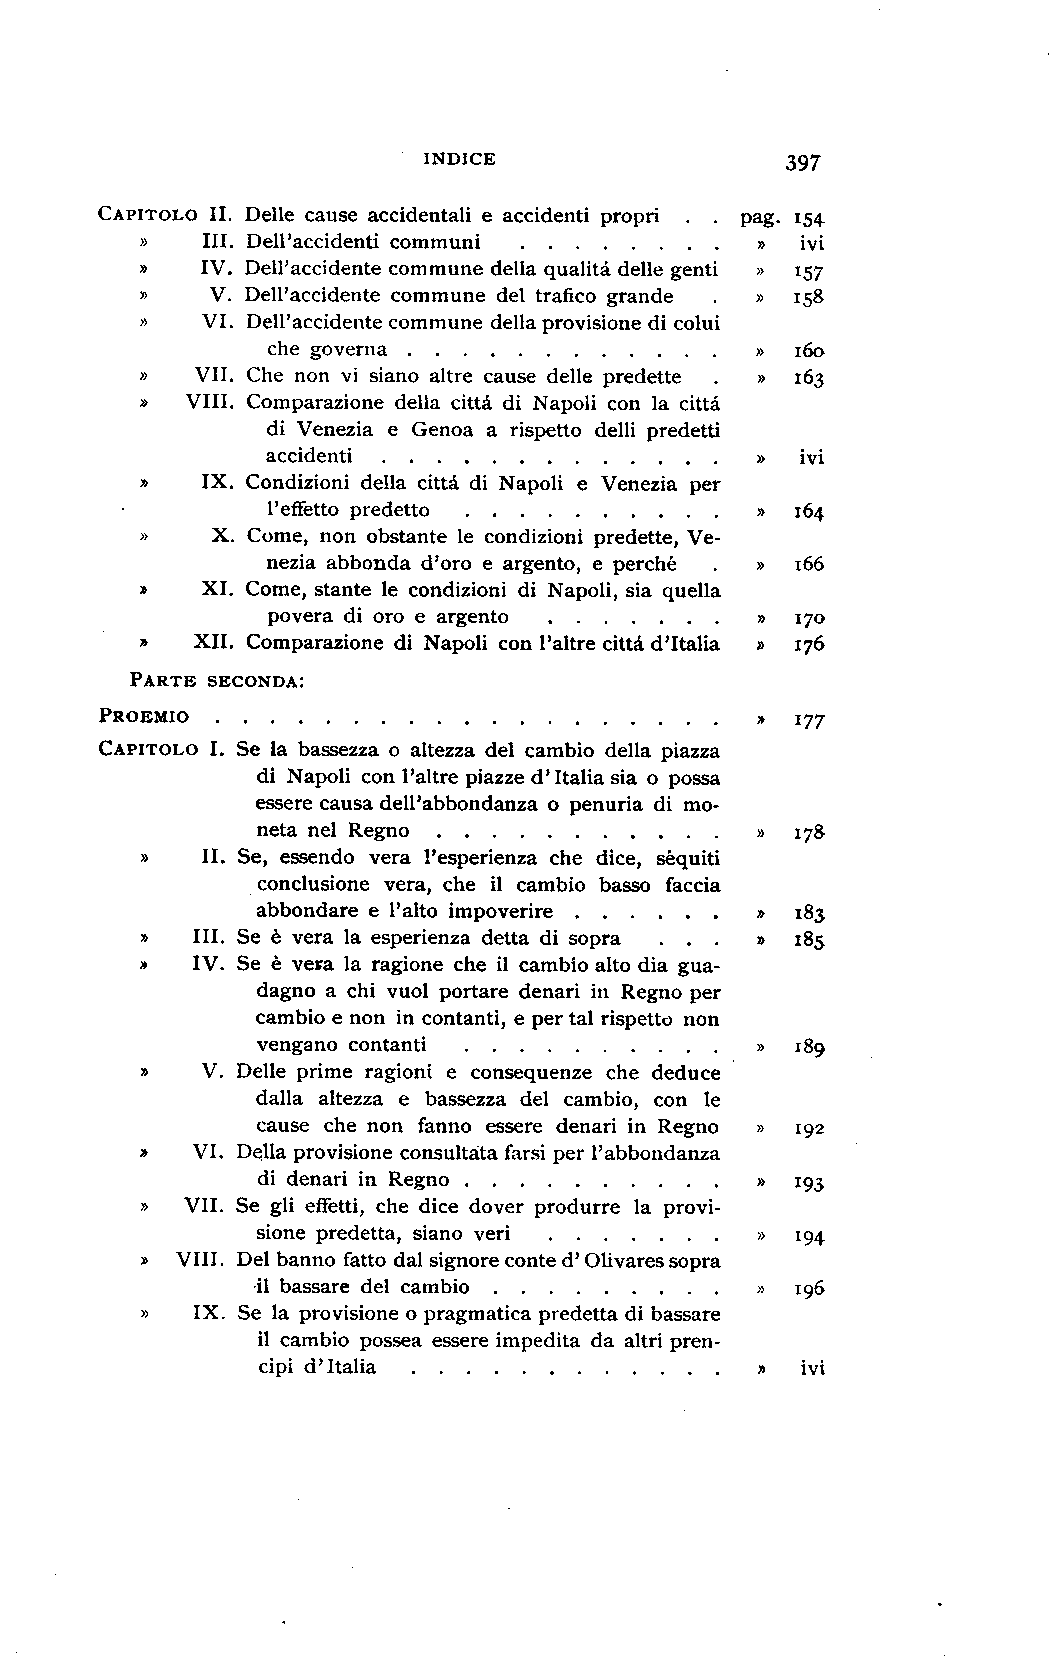 INDICE 397
CAPITOLO II. Delle cause accidentali e accidenti propri . . pag. 154
» III. Dell'accidenti communi . . . . . . . . » ivi
» IV. Dell'accidente commune della qualitá delle genti » 157
» V. Dell'accidente commune del trafico grande . » 158
» VI. Dell'accidente commune della provisione di colui
che governa . . . . . . . . . . . . » 160
» VII. Che non vi siano altre cause delle predette . » 163
» VIII. Comparazione della cittá di Napoli con la cittá
di Venezia e Genoa a rispetto delli predetti
accidenti . . . . . . . . . . . . . » ivi
» IX. Condizioni della cittá di Napoli e Venezia per
l'effetto predetto . . . . . . . . . . » 164
» X. Come, non obstante le condizioni predette, Ve-
nezia abbonda d'oro e argento, e perché . » 166
» XI. Come, stante le condizioni di Napoli, sia quella
povera di oro e argento . . . . . . . » 170
» XII. Comparazione di Napoli con l'altre cittá d'Italia » 176
PARTE SECONDA:
PROEMIO . . . . . . . . . . . . . . . . . . . » 177
CAPITOLO I. Se la bassezza o altezza del cambio della piazza
di Napoli con l'altre piazze d'Italia sia o possa
essere causa dell'abbondanza o penuria di mo-
neta nel Regno . . . . . . . . . . . » 178
» II. Se, essendo vera l'esperienza che dice, séquiti
conclusione vera, che il cambio basso faccia
abbondare e l'alto impoverire . . . . . . » 183
» III. Se è vera la esperienza detta di sopra . . . » 185
» IV. Se è vera la ragione che il cambio alto dia gua-
dagno a chi vuol portare denari in Regno per
cambio e non in contanti, e per tal rispetto non
vengano contanti . . . . . . . . . . » 189
» V. Delle prime ragioni e consequenze che deduce
dalla altezza e bassezza del cambio, con le
cause che non fanno essere denari in Regno » 192
» VI. Della provisione consultata farsi per l'abbondanza
di denari in Regno . . . . . . . . . . » 193
» VII. Se gli effetti, che dice dover produrre la provi-
sione predetta, siano veri . . . . . . . » 194
» VIII. Del banno fatto dal signore conte d'Olivares sopra
il bassare del cambio . . . . . . . . . » 196
» IX. Se la provisione o pragmatica predetta di bassare
il cambio possea essere impedita da altri pren-
cipi d'Italia . . . . . . . . . . . . » ivi